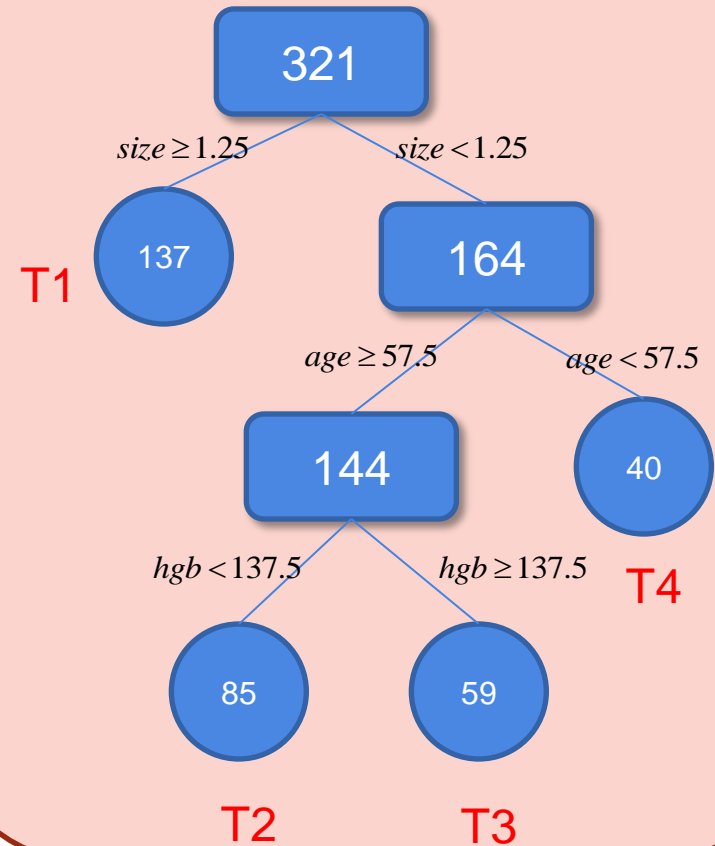 321
size ≥ 1.25
size < 1.25
137
164
T1
age ≥ 57.5
age < 57.5
144
40
hgb < 137.5
hgb ≥ 137.5
T4
85
59
T2
T3